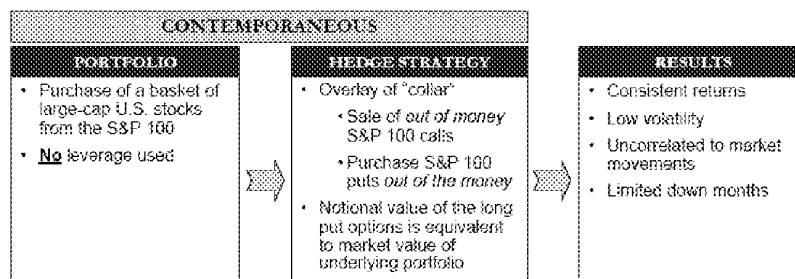 CONTEMPORANEOUS
PORTFOLIO
• Purchase of a basket of
large-cap U.S. stocks
from the S&P 100
• No leverage used
HEDGE STRATEGY
• Overlay of "collar"
• Sale of out of money
S&P 100 calls
• Purchase S&P 100
puts out of the money
• Notional value of the long
put options is equivalent
to market value of
underlying portfolio
RESULTS
• Consistent returns
• Low volatility
• Uncorrelated to market
movements
• Limited down months